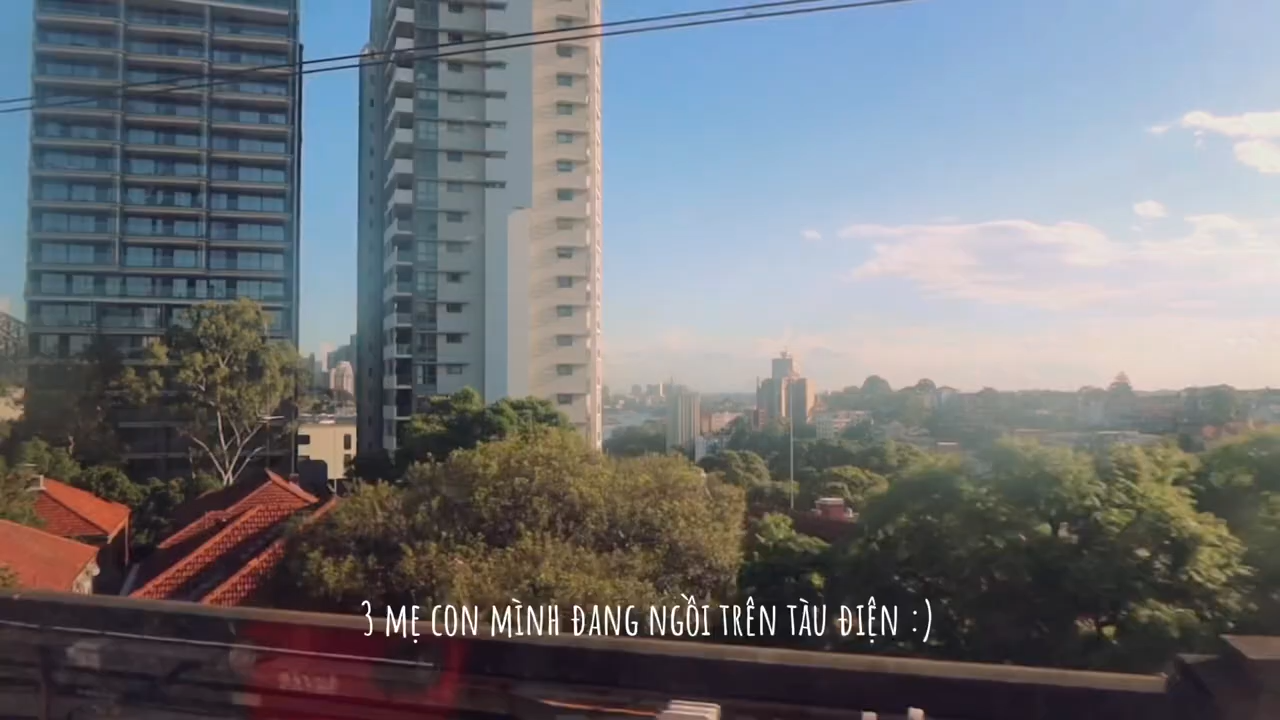 3 MẸ CON MÌNH ĐANG NGỒI TRÊN TÀU ĐIỆN :)